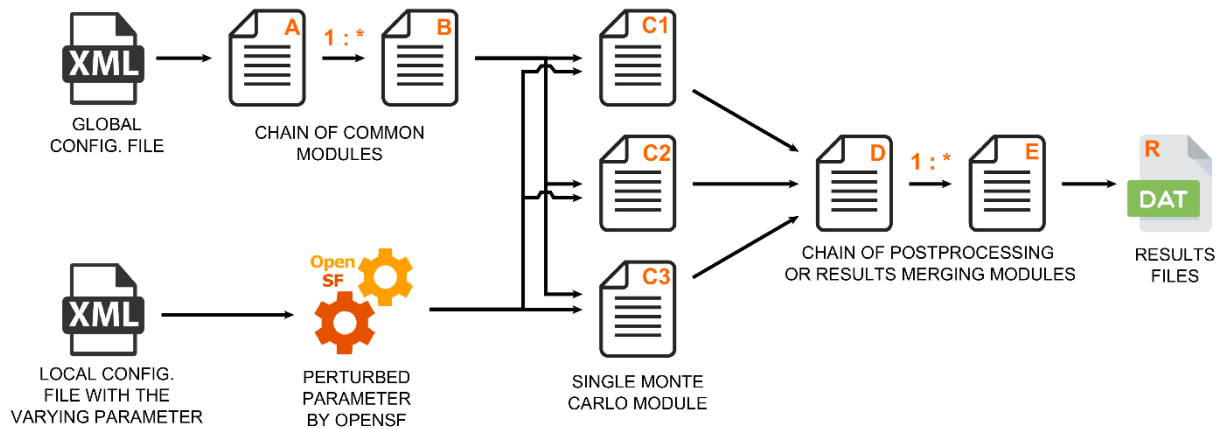 A
1 : *
B
C1
XML
GLOBAL
CONFIG. FILE
CHAIN OF COMMON
MODULES
C2
D
1 : *
E
R
DAT
CHAIN OF POSTPROCESSING
OR RESULTS MERGING MODULES
RESULTS
FILES
XML
Open
SF
C3
LOCAL CONFIG.
FILE WITH THE
VARYING PARAMETER
PERTURBED
PARAMETER
BY OPENSF
SINGLE MONTE
CARLO MODULE